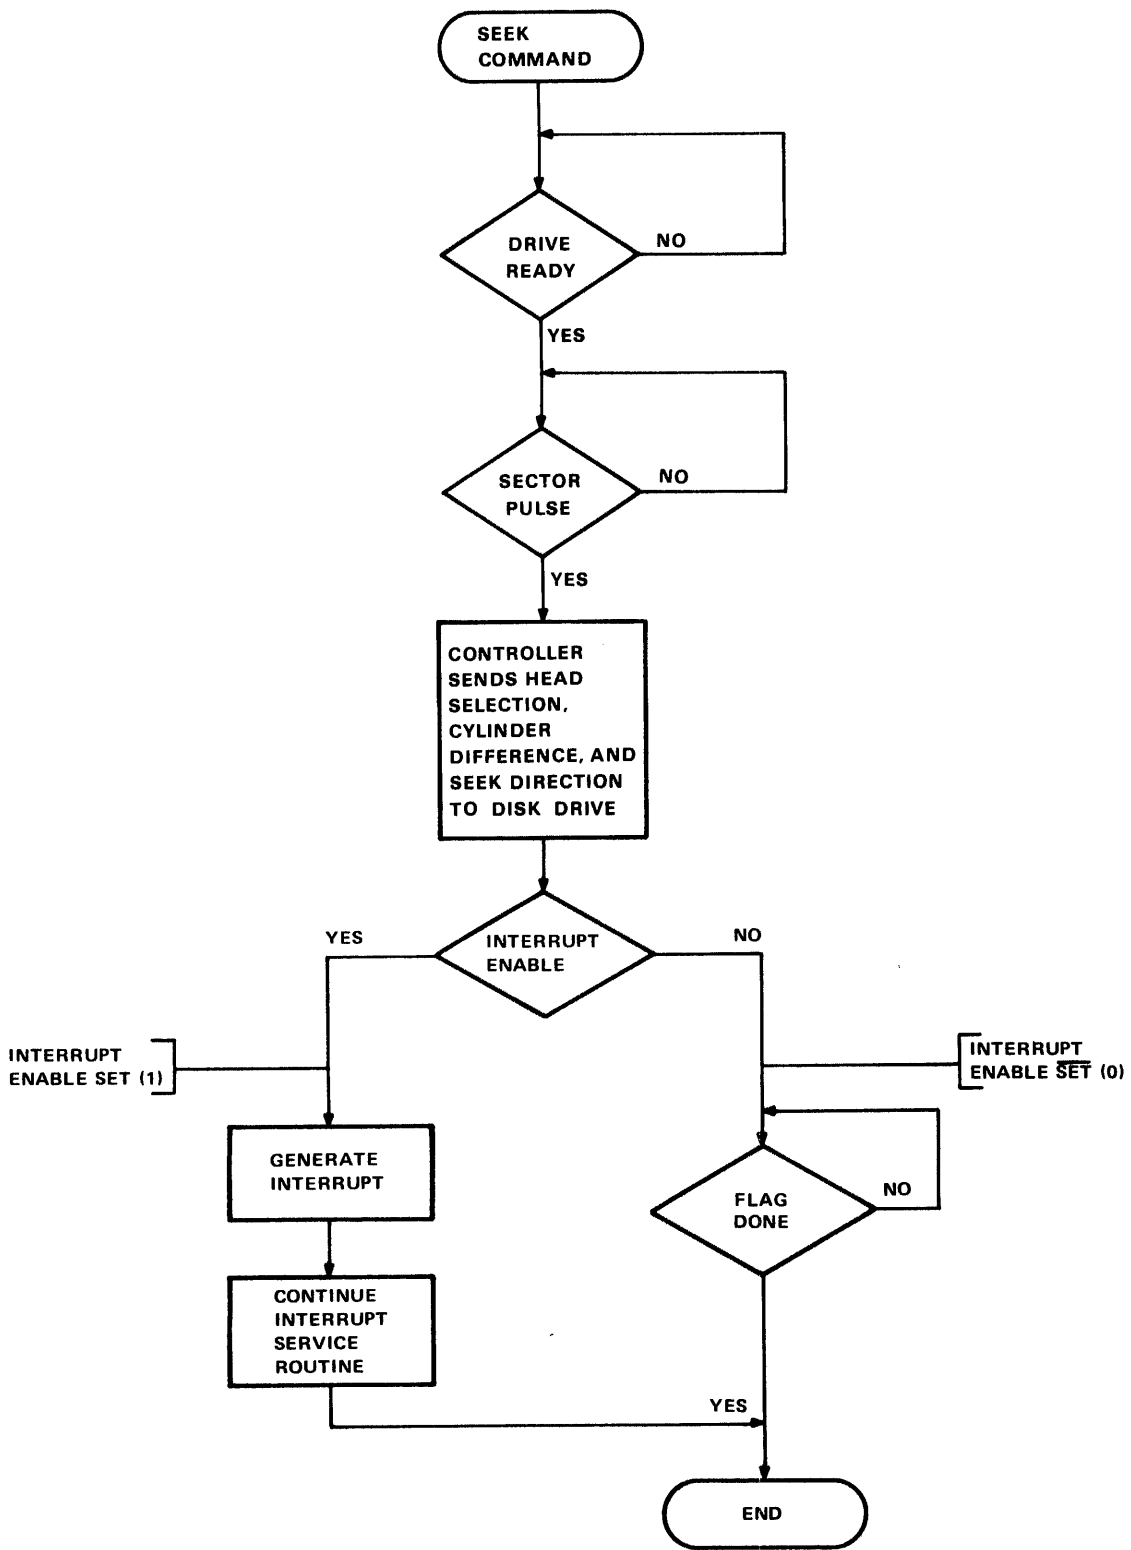 SEEK
COMMAND
DRIVE
READY
NO
YES
SECTOR
PULSE
NO
YES
CONTROLLER
SENDS HEAD
SELECTION,
CYLINDER
DIFFERENCE, AND
SEEK DIRECTION
TO DISK DRIVE
YES
INTERRUPT
ENABLE
NO
INTERRUPT
ENABLE SET (1)
INTERRUPT
ENABLE S̅E̅T̅ (0)
GENERATE
INTERRUPT
FLAG
DONE
NO
CONTINUE
INTERRUPT
SERVICE
ROUTINE
YES
END